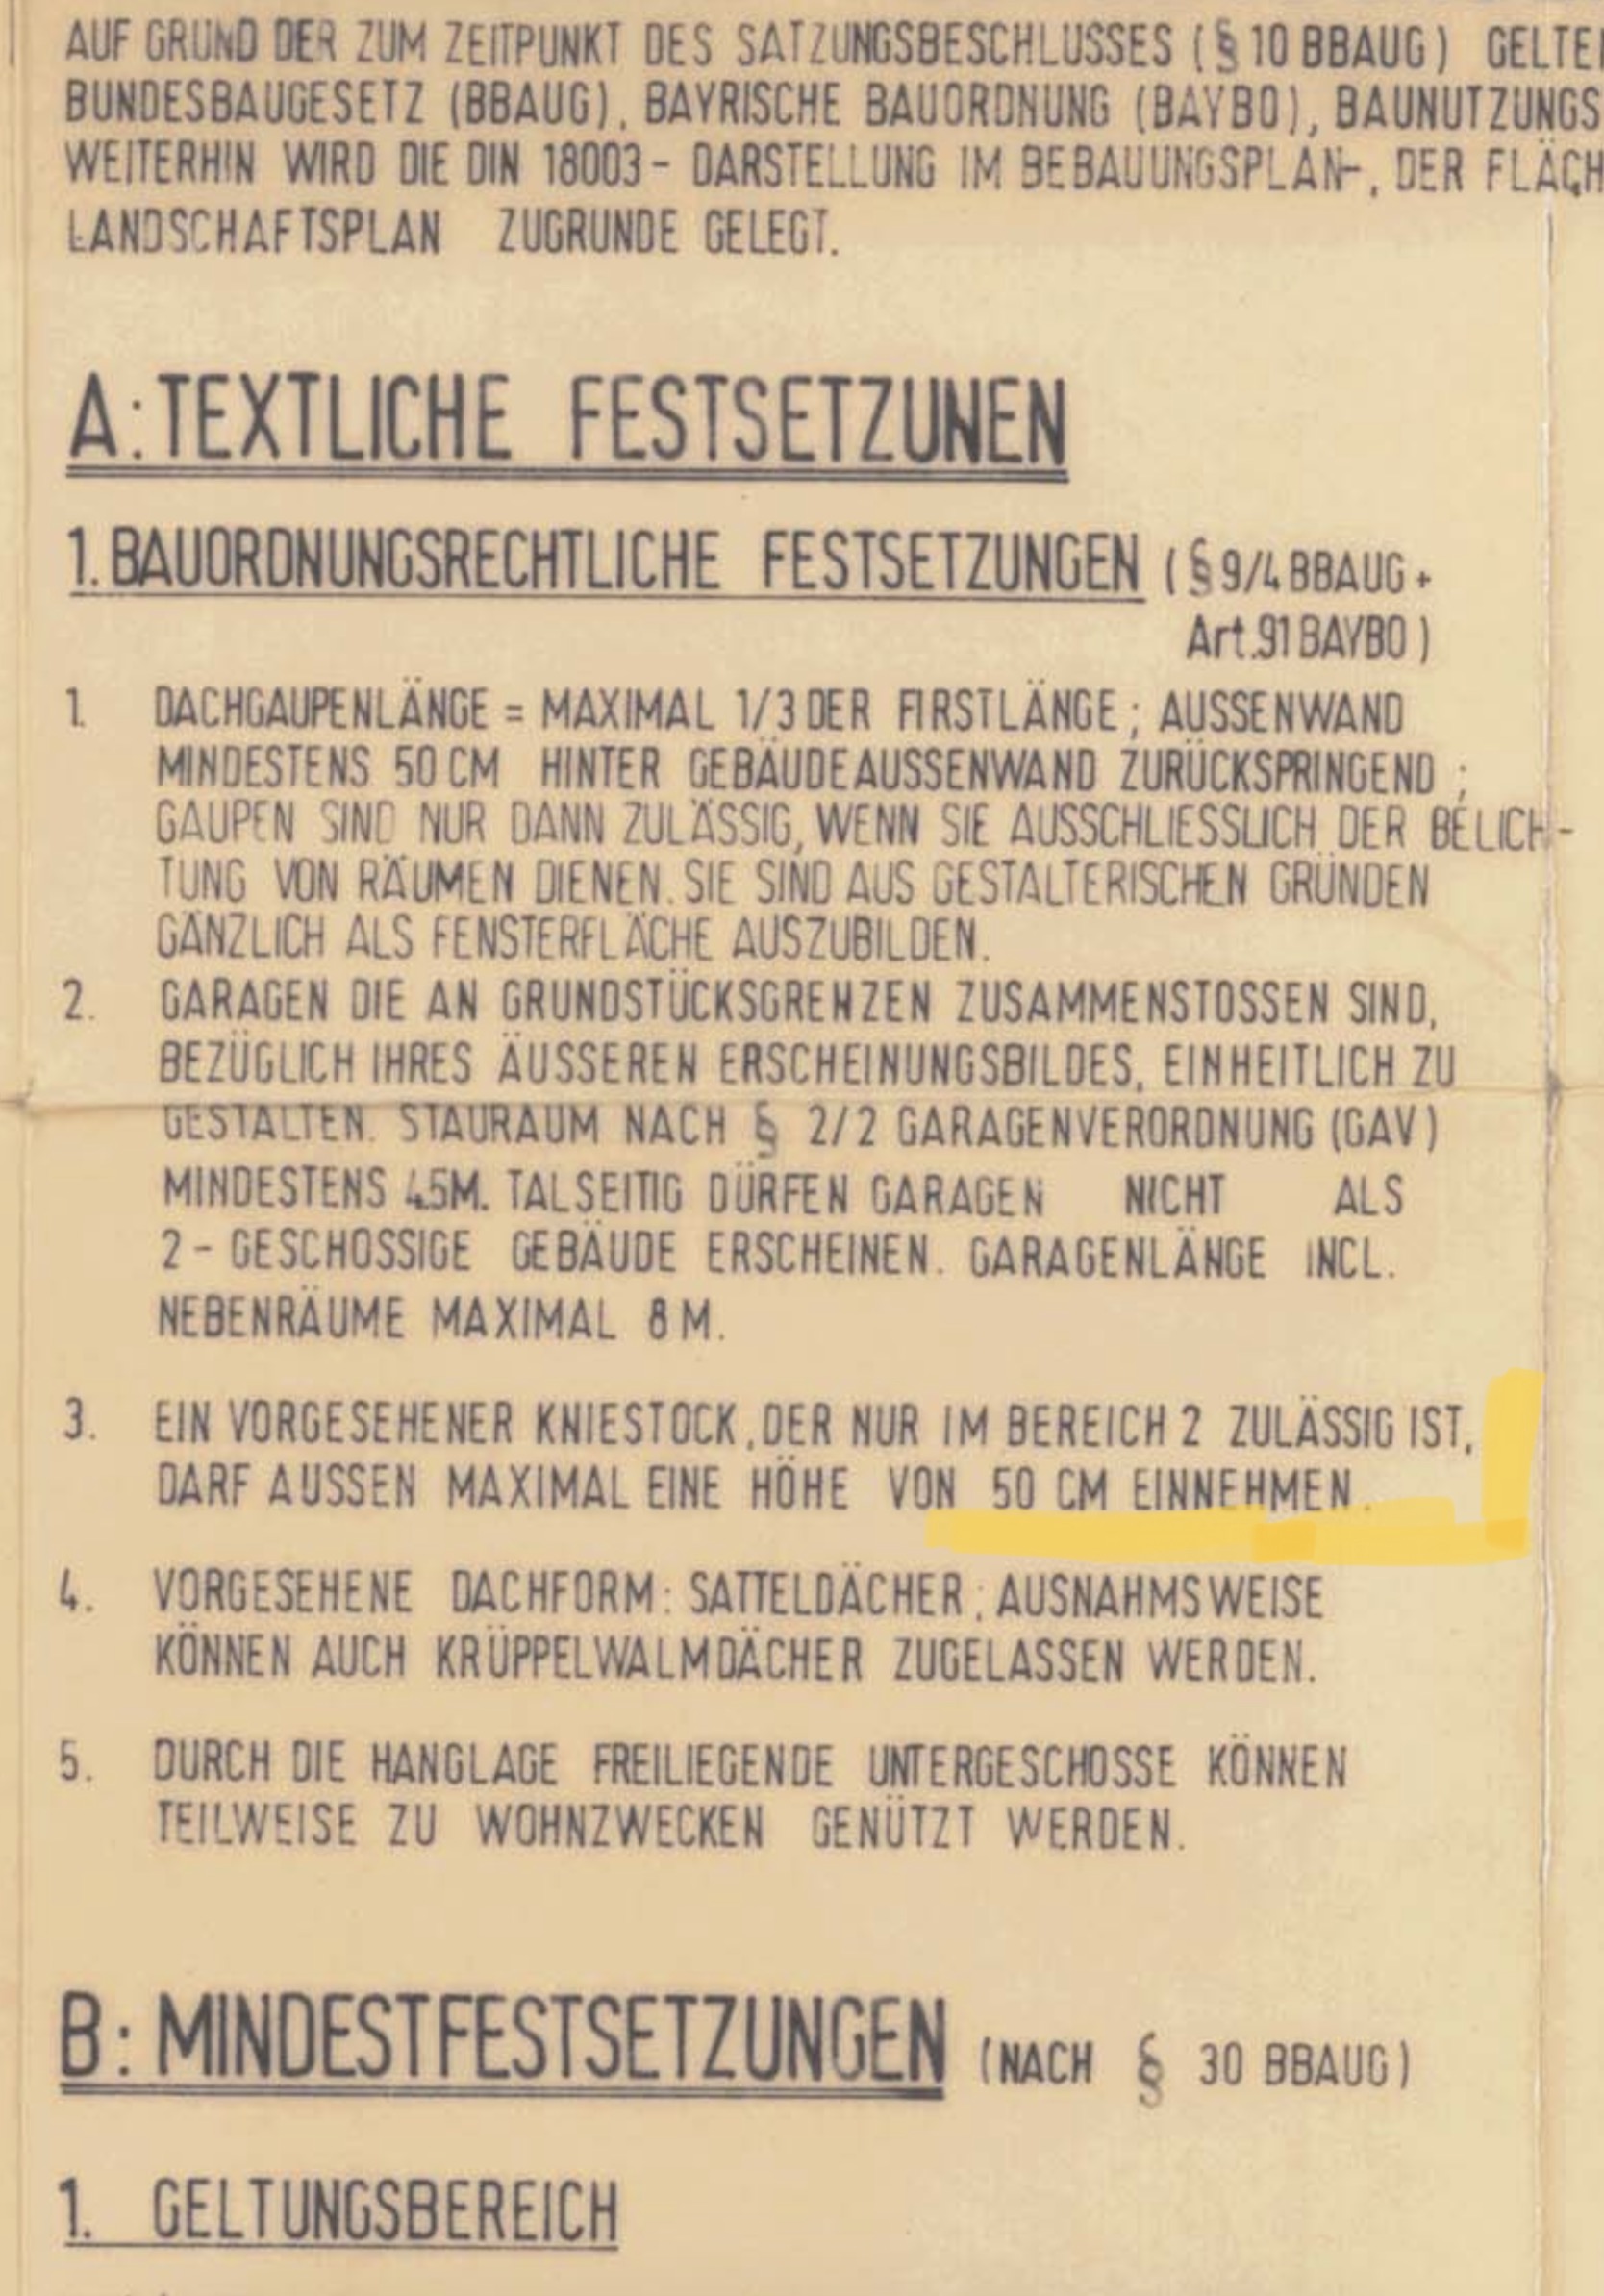 AUF GRUND DER ZUM ZEITPUNKT DES SATZUNGSBESCHLUSSES (§ 10 BBAUG) GELTE
BUNDESBAUGESETZ (BBAUG), BAYRISCHE BAUORDNUNG (BAYBO), BAUNUTZUNGS
WEITERHIN WIRD DIE DIN 18003 - DARSTELLUNG IM BEBAUUNGSPLAN-, DER FLÄCH
LANDSCHAFTSPLAN ZUGRUNDE GELEGT.
A: TEXTLICHE FESTSETZUNEN
1. BAUORDNUNGSRECHTLICHE FESTSETZUNGEN (§ 9/4 BBAUG +
Art. 91 BAYBO)
1. DACHGAUPENLÄNGE = MAXIMAL 1/3 DER FIRSTLÄNGE; AUSSENWAND
MINDESTENS 50 CM HINTER GEBÄUDEAUSSENWAND ZURÜCKSPRINGEND;
GAUPEN SIND NUR DANN ZULÄSSIG, WENN SIE AUSSCHLIESSLICH DER BELICH-
TUNG VON RÄUMEN DIENEN. SIE SIND AUS GESTALTERISCHEN GRÜNDEN
GÄNZLICH ALS FENSTERFLÄCHE AUSZUBILDEN.
2. GARAGEN DIE AN GRUNDSTÜCKSGRENZEN ZUSAMMENSTOSSEN SIND,
BEZÜGLICH IHRES ÄUSSEREN ERSCHEINUNGSBILDES, EINHEITLICH ZU
GESTALTEN. STAURAUM NACH § 2/2 GARAGENVERORDNUNG (GAV)
MINDESTENS 4.5M. TALSEITIG DÜRFEN GARAGEN NICHT ALS
2 - GESCHOSSIGE GEBÄUDE ERSCHEINEN. GARAGENLÄNGE INCL.
NEBENRÄUME MAXIMAL 8 M.
3. EIN VORGESEHENER KNIESTOCK, DER NUR IM BEREICH 2 ZULÄSSIG IST,
DARF AUSSEN MAXIMAL EINE HÖHE VON 50 CM EINNEHMEN.
4. VORGESEHENE DACHFORM: SATTELDÄCHER; AUSNAHMSWEISE
KÖNNEN AUCH KRÜPPELWALMDÄCHER ZUGELASSEN WERDEN.
5. DURCH DIE HANGLAGE FREILIEGENDE UNTERGESCHOSSE KÖNNEN
TEILWEISE ZU WOHNZWECKEN GENÜTZT WERDEN.
B: MINDESTFESTSETZUNGEN (NACH § 30 BBAUG)
1. GELTUNGSBEREICH